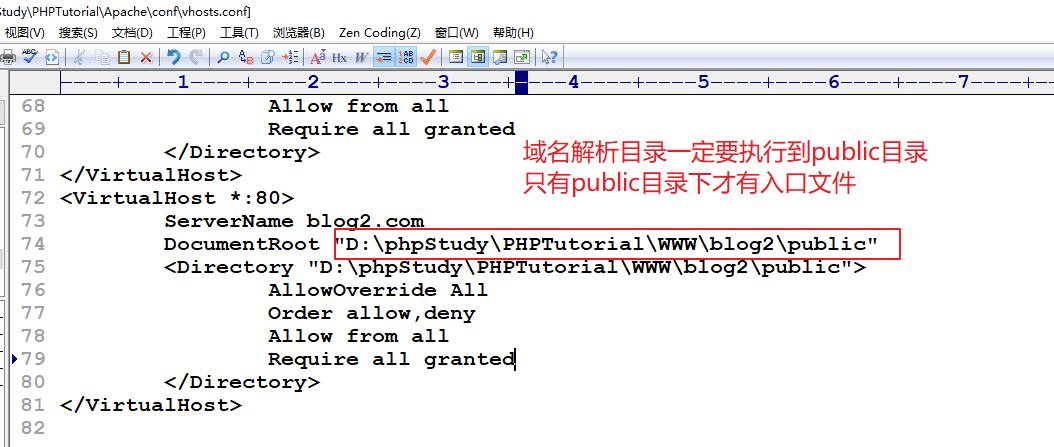 Study\PHPTutorial\Apache\conf\vhosts.conf]
视图(V) 搜索(S) 文档(D) 工程(P) 工具(T) 浏览器(B) Zen Coding(Z) 窗口(W) 帮助(H)
1 2 3 4 5 6 7
68 Allow from all
69 Require all granted
70 </Directory>
域名解析目录一定要执行到public目录
71 </VirtualHost>
只有public目录下才有入口文件
72 <VirtualHost *:80>
73 ServerName blog2.com
74 DocumentRoot "D:\phpStudy\PHPTutorial\WWW\blog2\public"
75 <Directory "D:\phpStudy\PHPTutorial\WWW\blog2\public">
76 AllowOverride All
77 Order allow,deny
78 Allow from all
79 Require all granted
80 </Directory>
81 </VirtualHost>
82